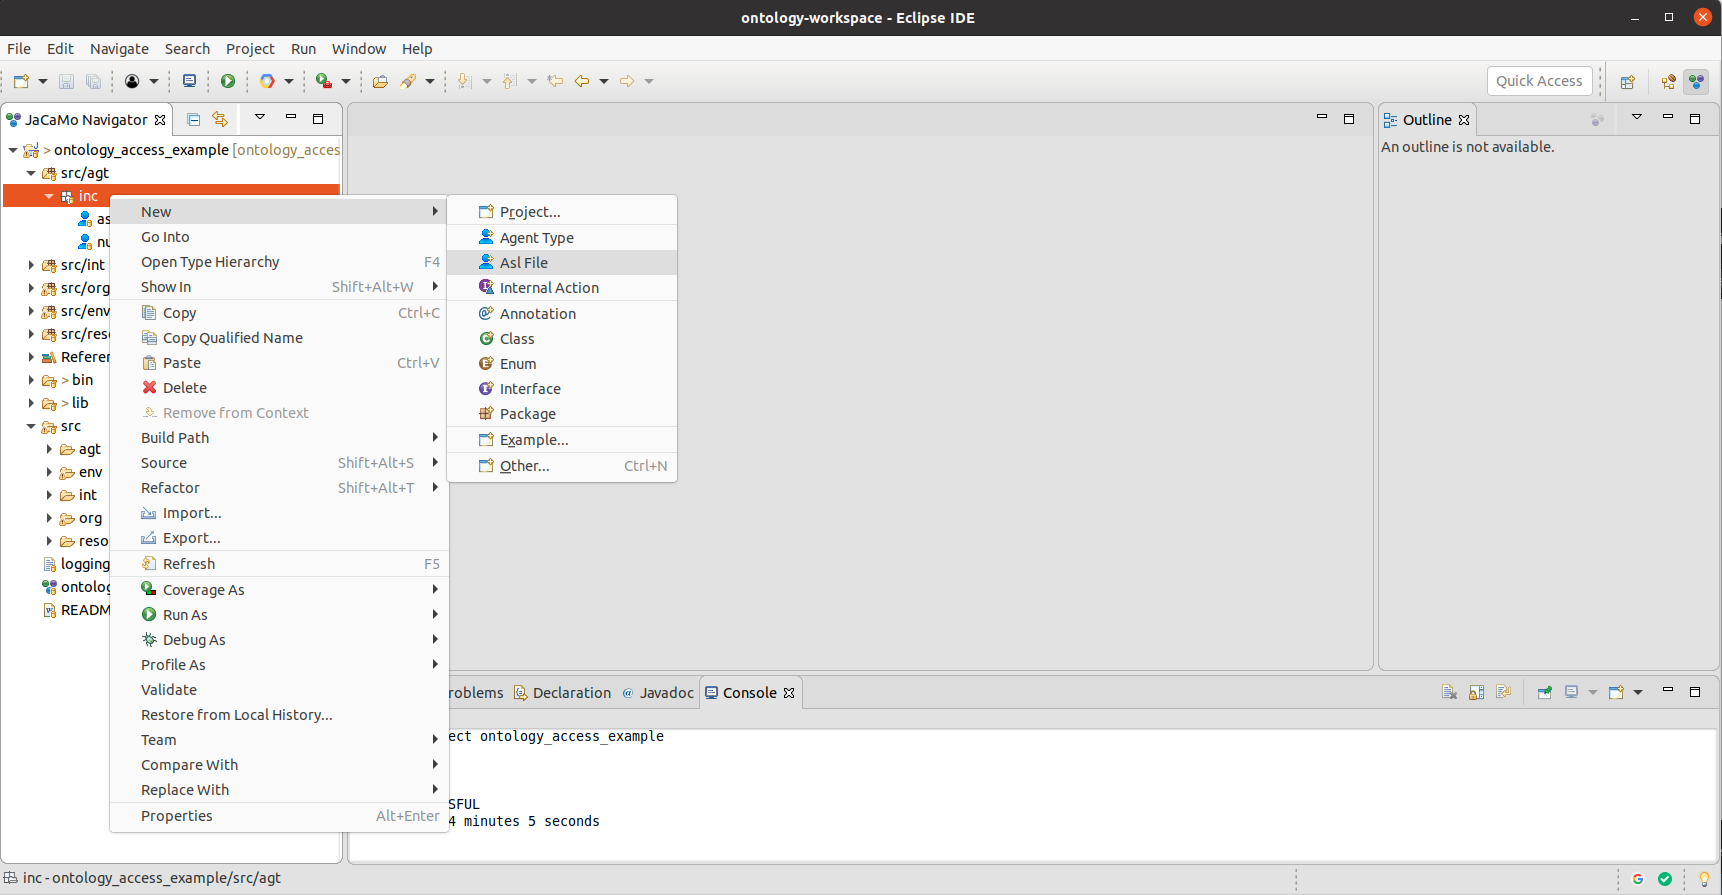 ontology-workspace - Eclipse IDE
File Edit Navigate Search Project Run Window Help
Quick Access
JaCaMo Navigator
> ontology_access_example [ontology_acces
src/agt
inc
as
nu
src/int
src/org
src/env
src/reso
Referen
> bin
> lib
src
agt
env
int
org
reso
logging
ontolog
READM
New
Go Into
Open Type Hierarchy F4
Show In Shift+Alt+W
Copy Ctrl+C
Copy Qualified Name
Paste Ctrl+V
Delete
Remove from Context
Build Path
Source Shift+Alt+S
Refactor Shift+Alt+T
Import...
Export...
Refresh F5
Coverage As
Run As
Debug As
Profile As
Validate
Restore from Local History...
Team
Compare With
Replace With
Properties Alt+Enter
Project...
Agent Type
Asl File
Internal Action
Annotation
Class
Enum
Interface
Package
Example...
Other... Ctrl+N
Outline
An outline is not available.
roblems Declaration Javadoc Console
ect ontology_access_example
SFUL
4 minutes 5 seconds
inc - ontology_access_example/src/agt